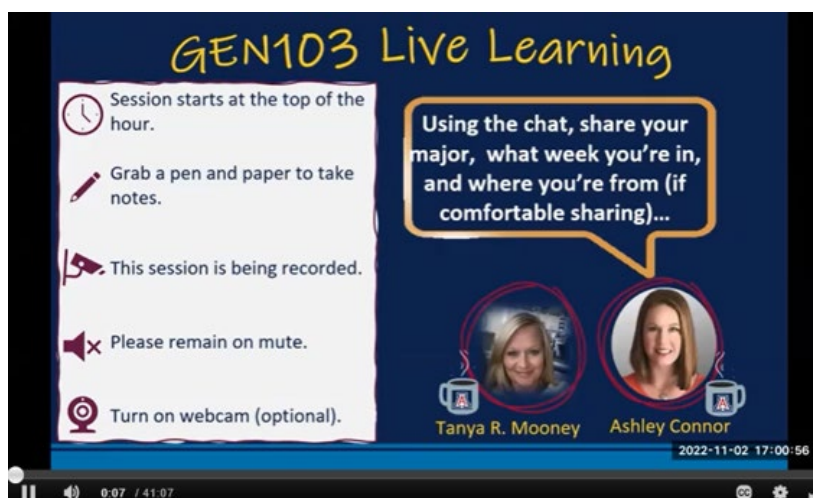 GEN103 Live Learning
Session starts at the top of the
hour.
Grab a pen and paper to take
notes.
This session is being recorded.
Please remain on mute.
Turn on webcam (optional).
Using the chat, share your
major, what week you're in,
and where you're from (if
comfortable sharing)...
A
A
Tanya R. Mooney
Ashley Connor
2022-11-02 17:00:56
0:07 / 41:07
CC